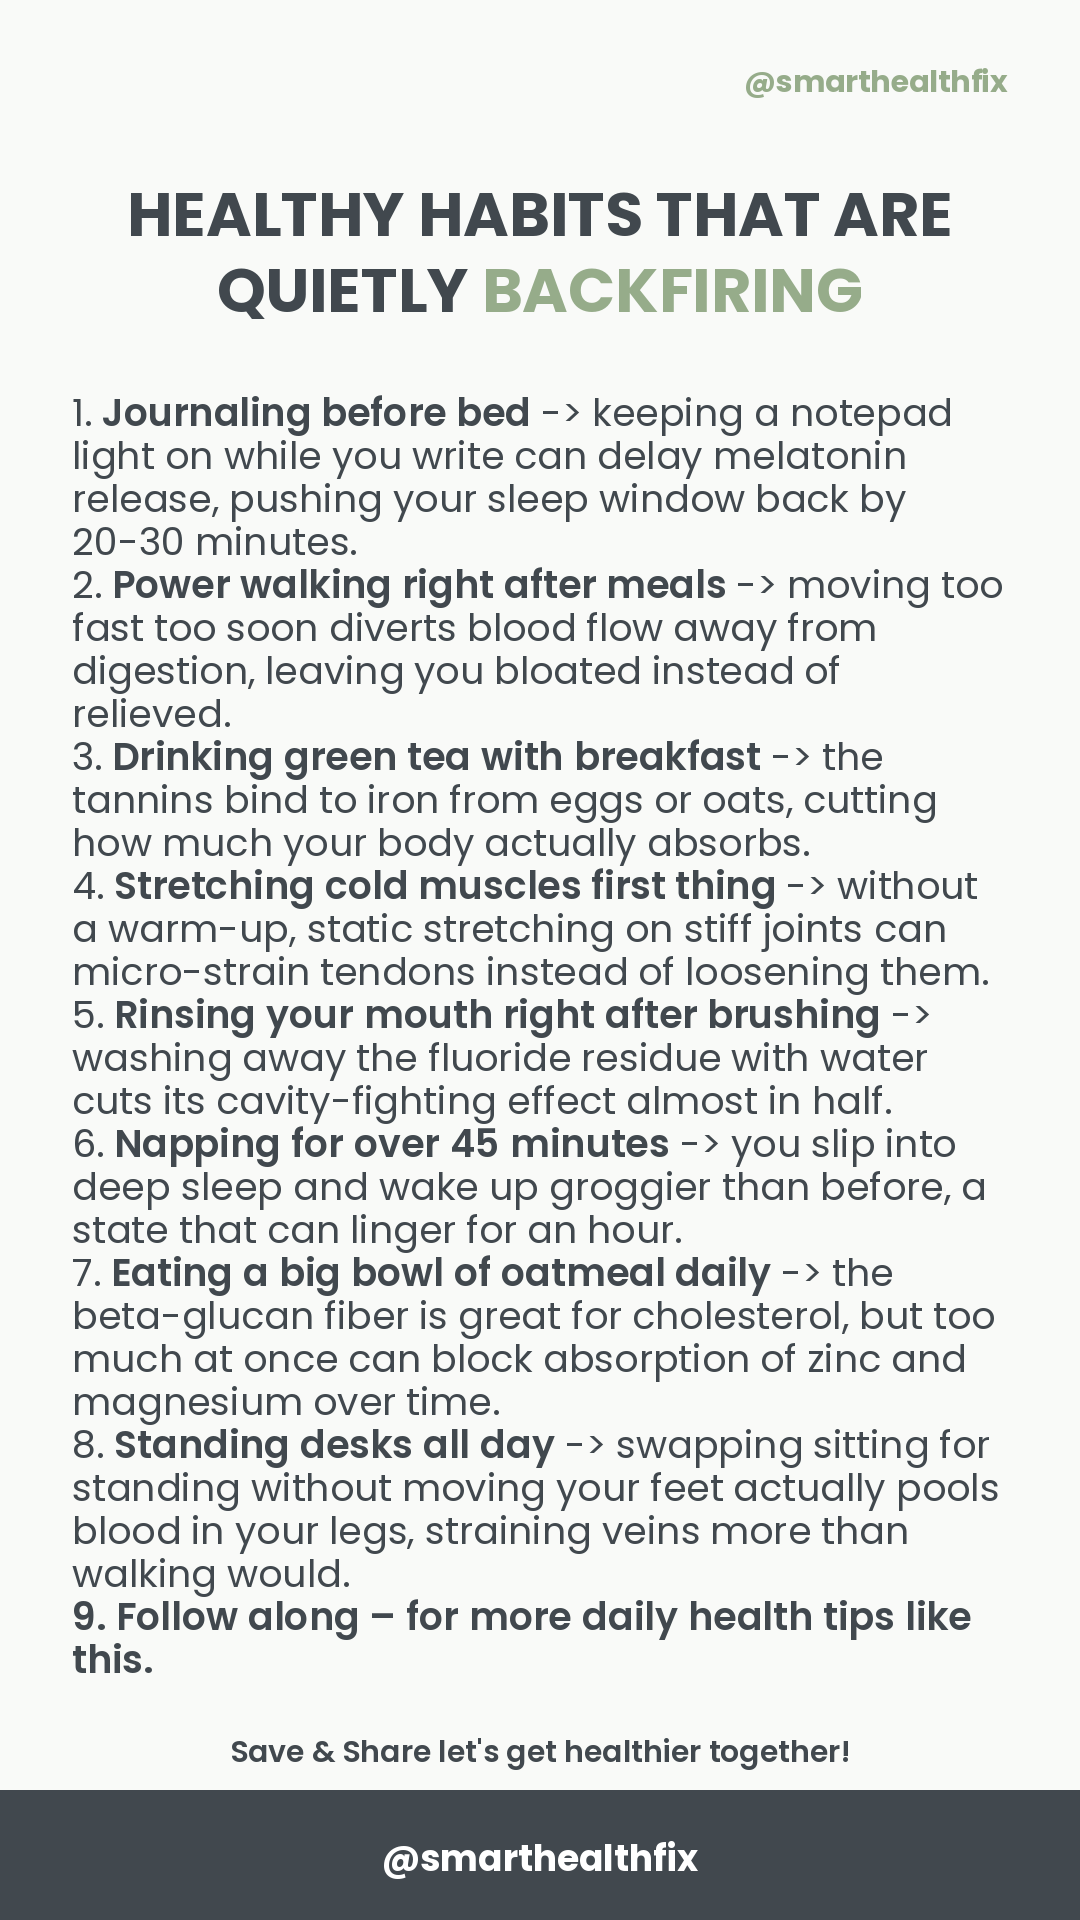 @smarthealthfix
HEALTHY HABITS THAT ARE
QUIETLY BACKFIRING
1. Journaling before bed -> keeping a notepad
light on while you write can delay melatonin
release, pushing your sleep window back by
20-30 minutes.
2. Power walking right after meals -> moving too
fast too soon diverts blood flow away from
digestion, leaving you bloated instead of
relieved.
3. Drinking green tea with breakfast -> the
tannins bind to iron from eggs or oats, cutting
how much your body actually absorbs.
4. Stretching cold muscles first thing -> without
a warm-up, static stretching on stiff joints can
micro-strain tendons instead of loosening them.
5. Rinsing your mouth right after brushing ->
washing away the fluoride residue with water
cuts its cavity-fighting effect almost in half.
6. Napping for over 45 minutes -> you slip into
deep sleep and wake up groggier than before, a
state that can linger for an hour.
7. Eating a big bowl of oatmeal daily -> the
beta-glucan fiber is great for cholesterol, but too
much at once can block absorption of zinc and
magnesium over time.
8. Standing desks all day -> swapping sitting for
standing without moving your feet actually pools
blood in your legs, straining veins more than
walking would.
9. Follow along – for more daily health tips like
this.
Save & Share let's get healthier together!
@smarthealthfix